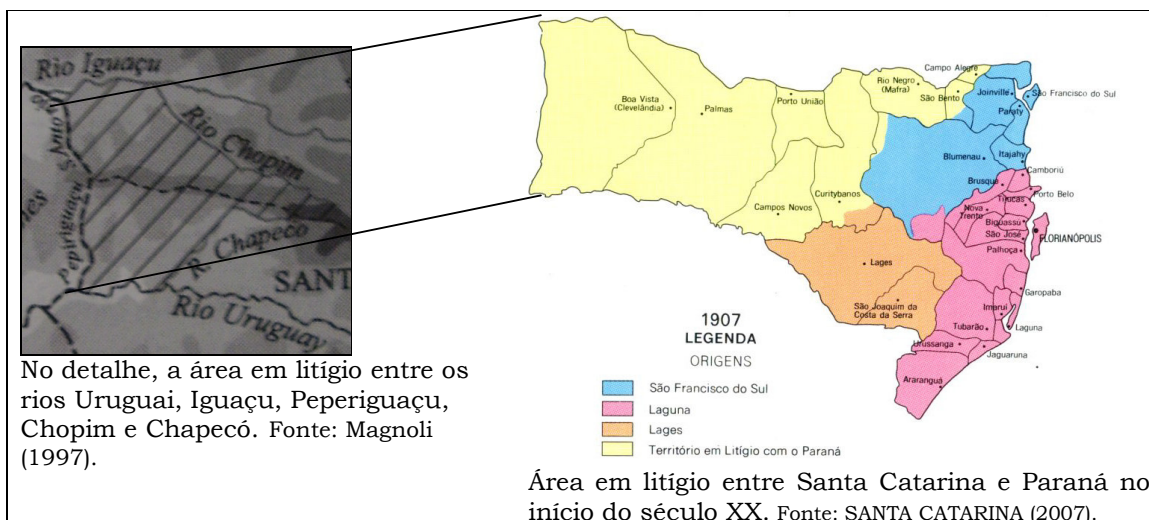 Rio Iguaçu
S. Anto
Rio Chopim
Pepiriguaçu
R. Chapecó
SANT
Rio Uruguay
No detalhe, a área em litígio entre os
rios Uruguai, Iguaçu, Peperiguaçu,
Chopim e Chapecó. Fonte: Magnoli
(1997).
Campo Alegre
Rio Negro
(Mafra)
São Bento
Joinville
São Francisco do Sul
Paraty
Boa Vista
(Clevelândia)
Palmas
Porto União
Blumenau
Itajahy
Camboriú
Brusque
Porto Belo
Tijucas
Nova
Trento
Biguassú
São José
FLORIANÓPOLIS
Palhoça
Curitybanos
Campos Novos
Lages
São Joaquim da
Costa da Serra
Garopaba
Imaruí
Tubarão
Laguna
Urussanga
Jaguaruna
Araranguá
1907
LEGENDA
ORIGENS
São Francisco do Sul
Laguna
Lages
Território em Litígio com o Paraná
Área em litígio entre Santa Catarina e Paraná no
início do século XX. Fonte: SANTA CATARINA (2007).